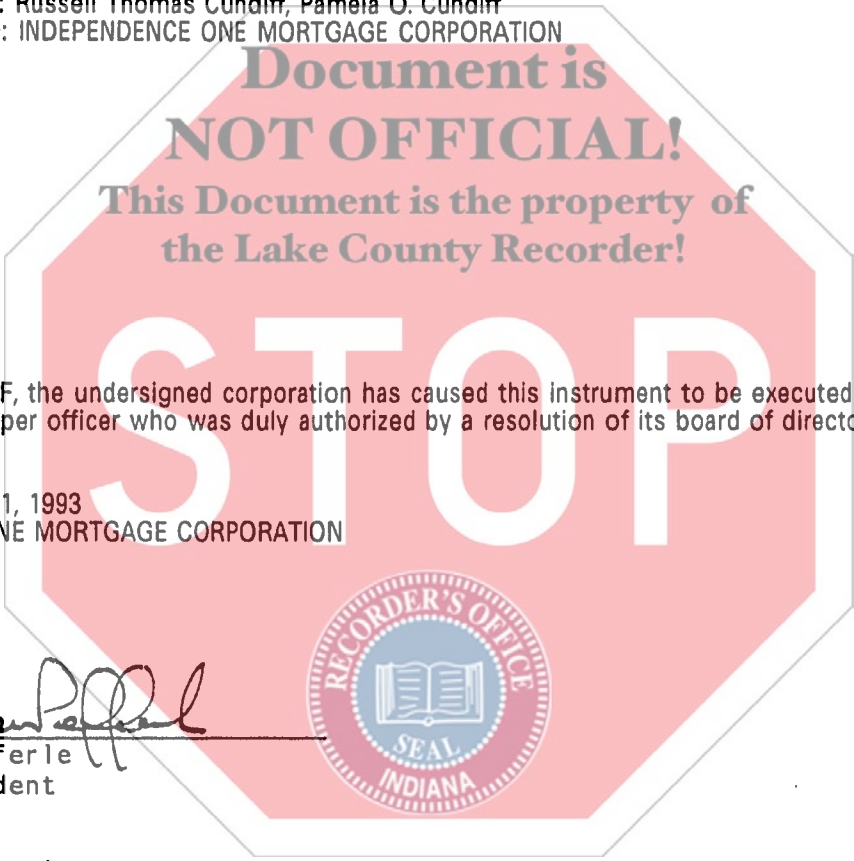 : Russell Thomas Cundiff, Pamela O. Cundiff
: INDEPENDENCE ONE MORTGAGE CORPORATION
Document is
NOT OFFICIAL!
This Document is the property of
the Lake County Recorder!
STOP
F, the undersigned corporation has caused this instrument to be executed
per officer who was duly authorized by a resolution of its board of directo
1, 1993
NE MORTGAGE CORPORATION
RECORDER'S OFFICE
SEAL
INDIANA
ferle
dent